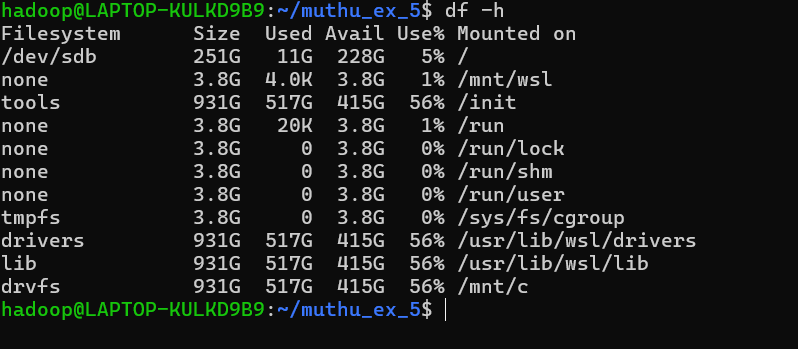 hadoop@LAPTOP-KULKD9B9:~/muthu_ex_5$ df -h
Filesystem      Size  Used Avail Use% Mounted on
/dev/sdb        251G   11G  228G   5% /
none            3.8G  4.0K  3.8G   1% /mnt/wsl
tools           931G  517G  415G  56% /init
none            3.8G   20K  3.8G   1% /run
none            3.8G     0  3.8G   0% /run/lock
none            3.8G     0  3.8G   0% /run/shm
none            3.8G     0  3.8G   0% /run/user
tmpfs           3.8G     0  3.8G   0% /sys/fs/cgroup
drivers         931G  517G  415G  56% /usr/lib/wsl/drivers
lib             931G  517G  415G  56% /usr/lib/wsl/lib
drvfs           931G  517G  415G  56% /mnt/c
hadoop@LAPTOP-KULKD9B9:~/muthu_ex_5$